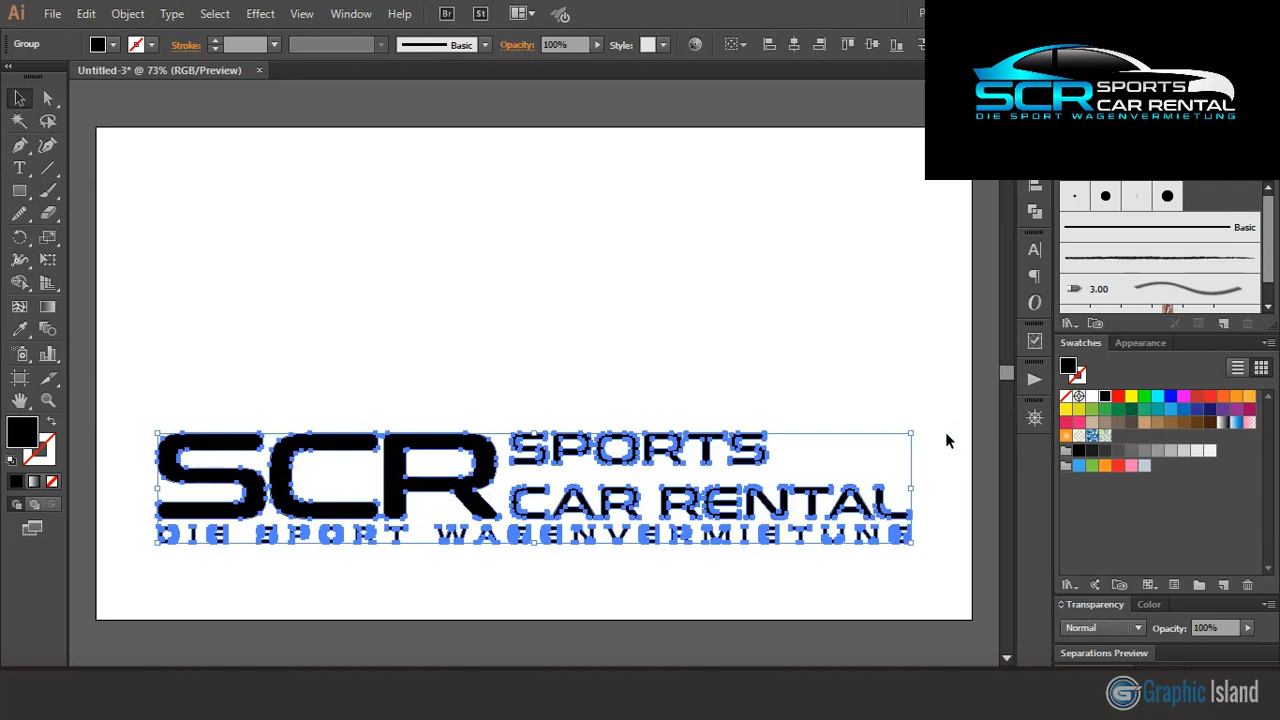 Ai File Edit Object Type Select Effect View Window Help Br St
Group Stroke: Basic Opacity: 100% Style:
Untitled-3* @ 73% (RGB/Preview) ×
SCR SPORTS
CAR RENTAL
DIE SPORT WAGENVERMIETUNG
Basic
3.00
Swatches Appearance
SCR SPORTS
CAR RENTAL
DIE SPORT WAGENVERMIETUNG
Transparency Color
Normal Opacity: 100%
Separations Preview
Graphic Island